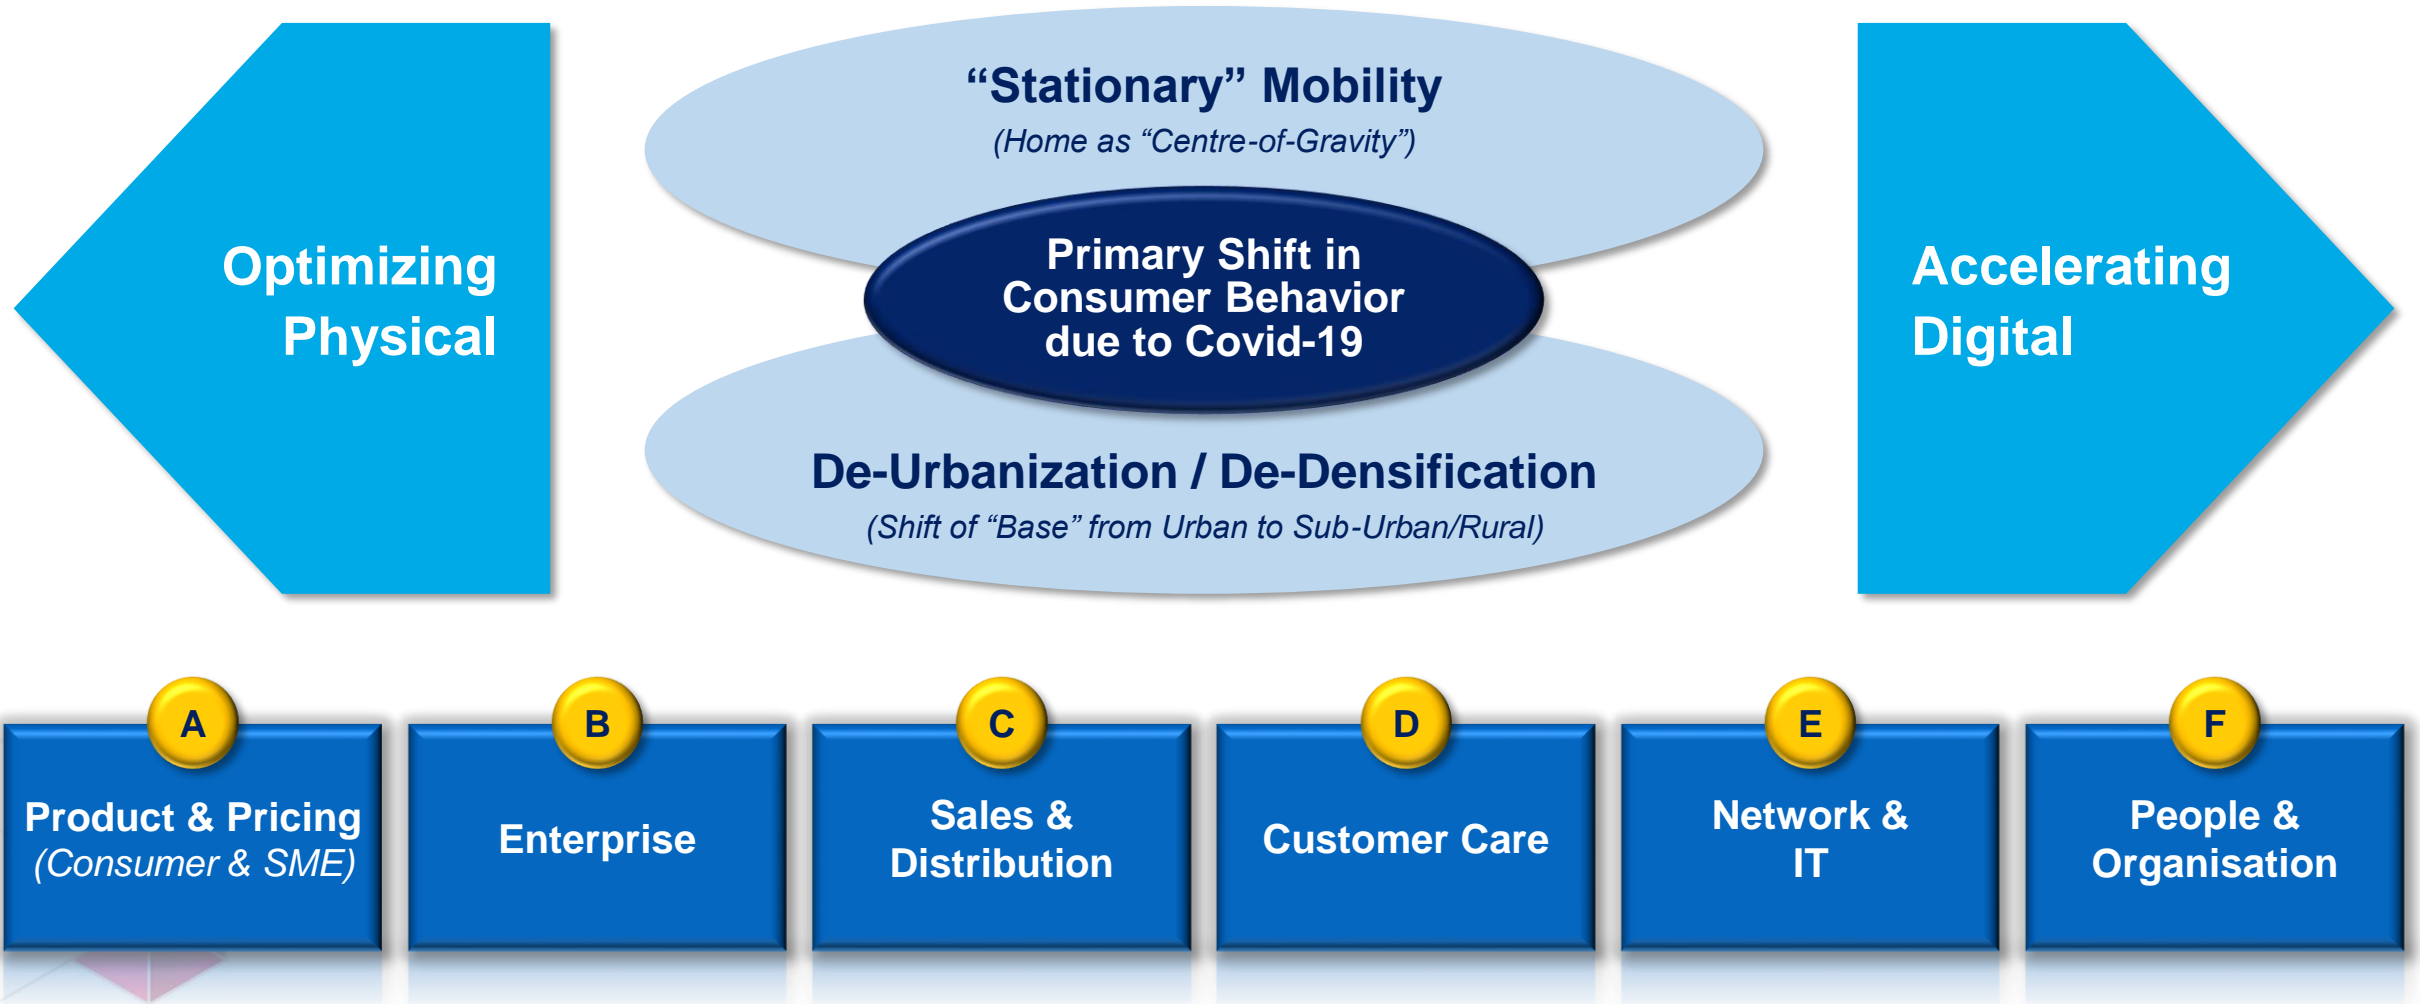 “Stationary” Mobility
(Home as “Centre-of-Gravity”)
Optimizing
Physical
Primary Shift in
Consumer Behavior
due to Covid-19
Accelerating
Digital
De-Urbanization / De-Densification
(Shift of “Base” from Urban to Sub-Urban/Rural)
A
Product & Pricing
(Consumer & SME)
B
Enterprise
C
Sales &
Distribution
D
Customer Care
E
Network &
IT
F
People &
Organisation